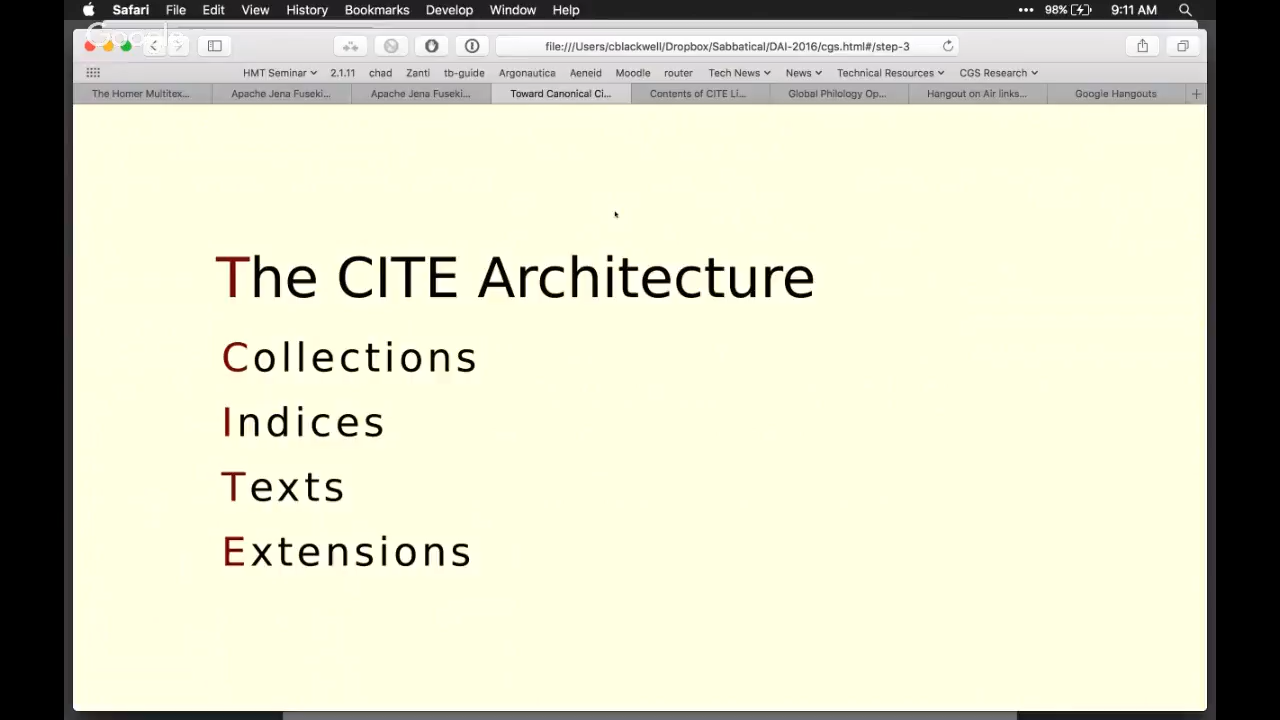 Safari File Edit View History Bookmarks Develop Window Help ••• 98% 9:11 AM
Google
file:///Users/cblackwell/Dropbox/Sabbatical/DAI-2016/cgs.html#/step-3
HMT Seminar 2.1.11 chad Zanti tb-guide Argonautica Aeneid Moodle router Tech News News Technical Resources CGS Research
The Homer Multitex... Apache Jena Fuseki... Apache Jena Fuseki... Toward Canonical Ci... Contents of CITE Li... Global Philology Op... Hangout on Air links... Google Hangouts +
The CITE Architecture
Collections
Indices
Texts
Extensions